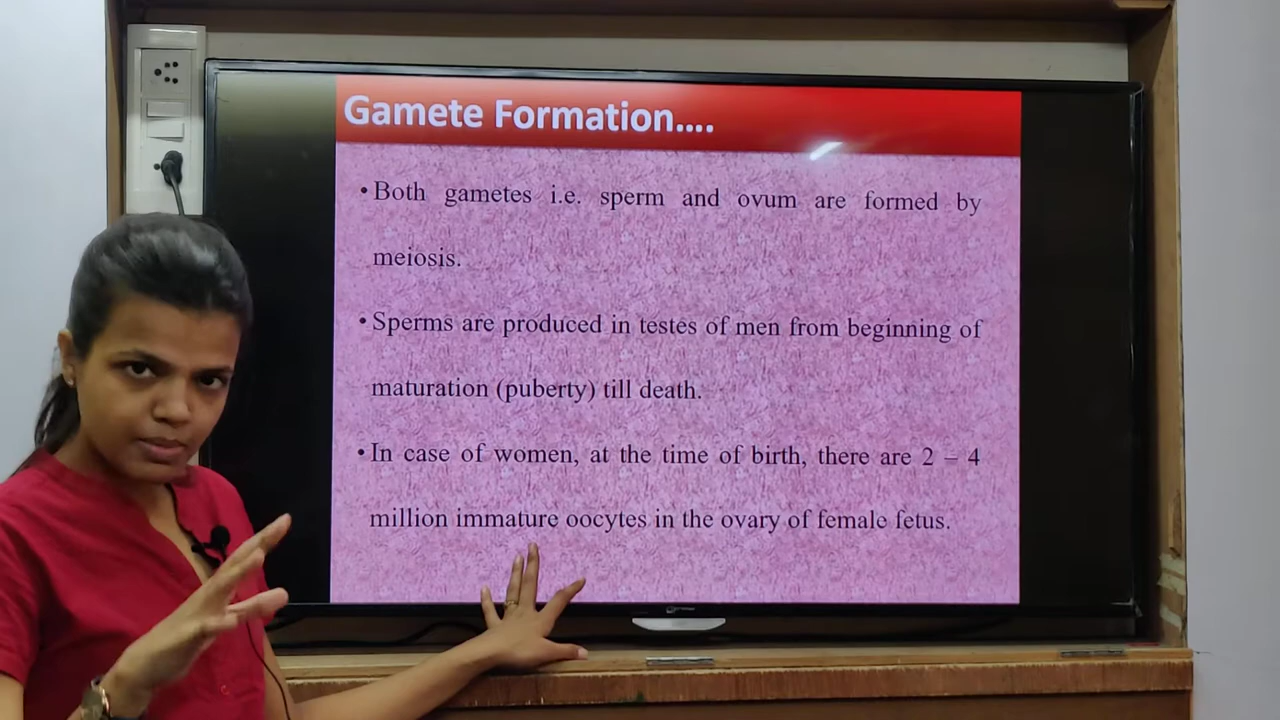 Gamete Formation....
•Both gametes i.e. sperm and ovum are formed by
meiosis.
•Sperms are produced in testes of men from beginning of
maturation (puberty) till death.
•In case of women, at the time of birth, there are 2 – 4
million immature oocytes in the ovary of female fetus.